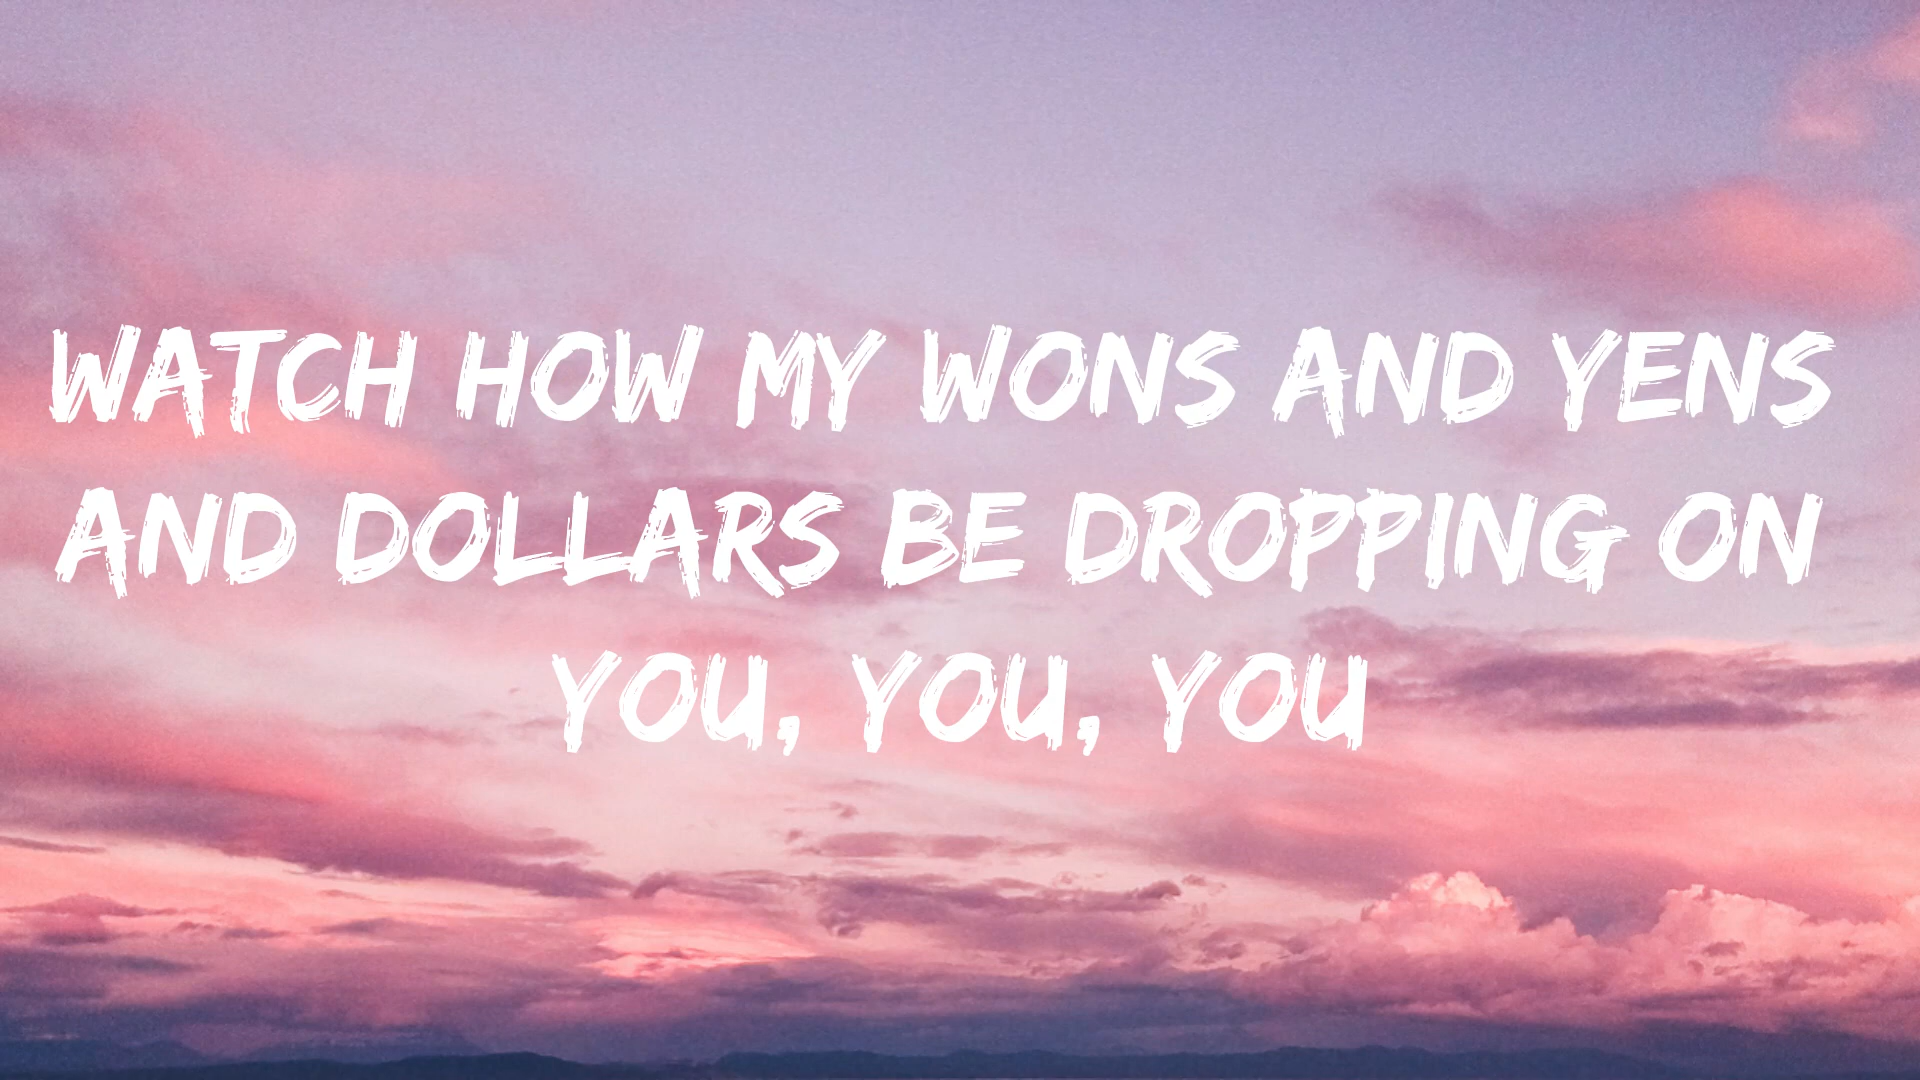 WATCH HOW MY WONS AND YENS
AND DOLLARS BE DROPPING ON
YOU, YOU, YOU